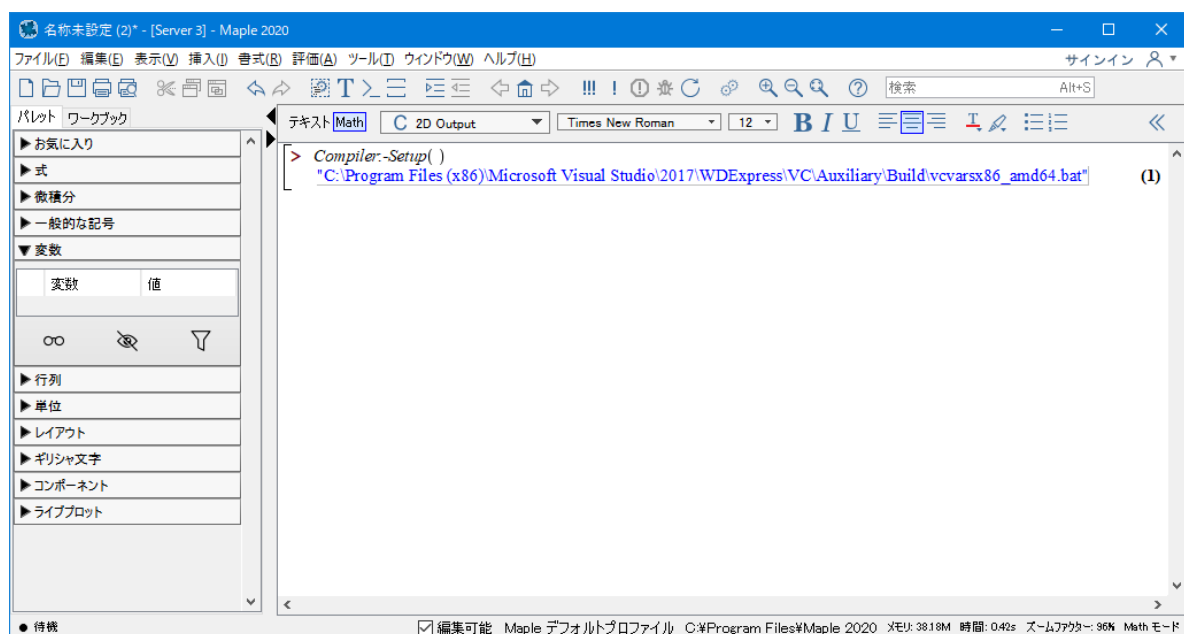 名称未設定 (2)* - [Server 3] - Maple 2020
ファイル(F) 編集(E) 表示(V) 挿入(I) 書式(R) 評価(A) ツール(T) ウィンドウ(W) ヘルプ(H) サインイン
検索 Alt+S
パレット ワークブック
テキスト Math C 2D Output Times New Roman 12 B I U
▶お気に入り
▶式
▶微積分
▶一般的な記号
▼変数
変数 値
▶行列
▶単位
▶レイアウト
▶ギリシャ文字
▶コンポーネント
▶ライブプロット
> Compiler:-Setup( )
"C:\Program Files (x86)\Microsoft Visual Studio\2017\WDExpress\VC\Auxiliary\Build\vcvarsx86_amd64.bat" (1)
● 待機 編集可能 Maple デフォルトプロファイル C:¥Program Files¥Maple 2020 メモリ: 38.18M 時間: 0.42s ズームファクター: 96% Math モード